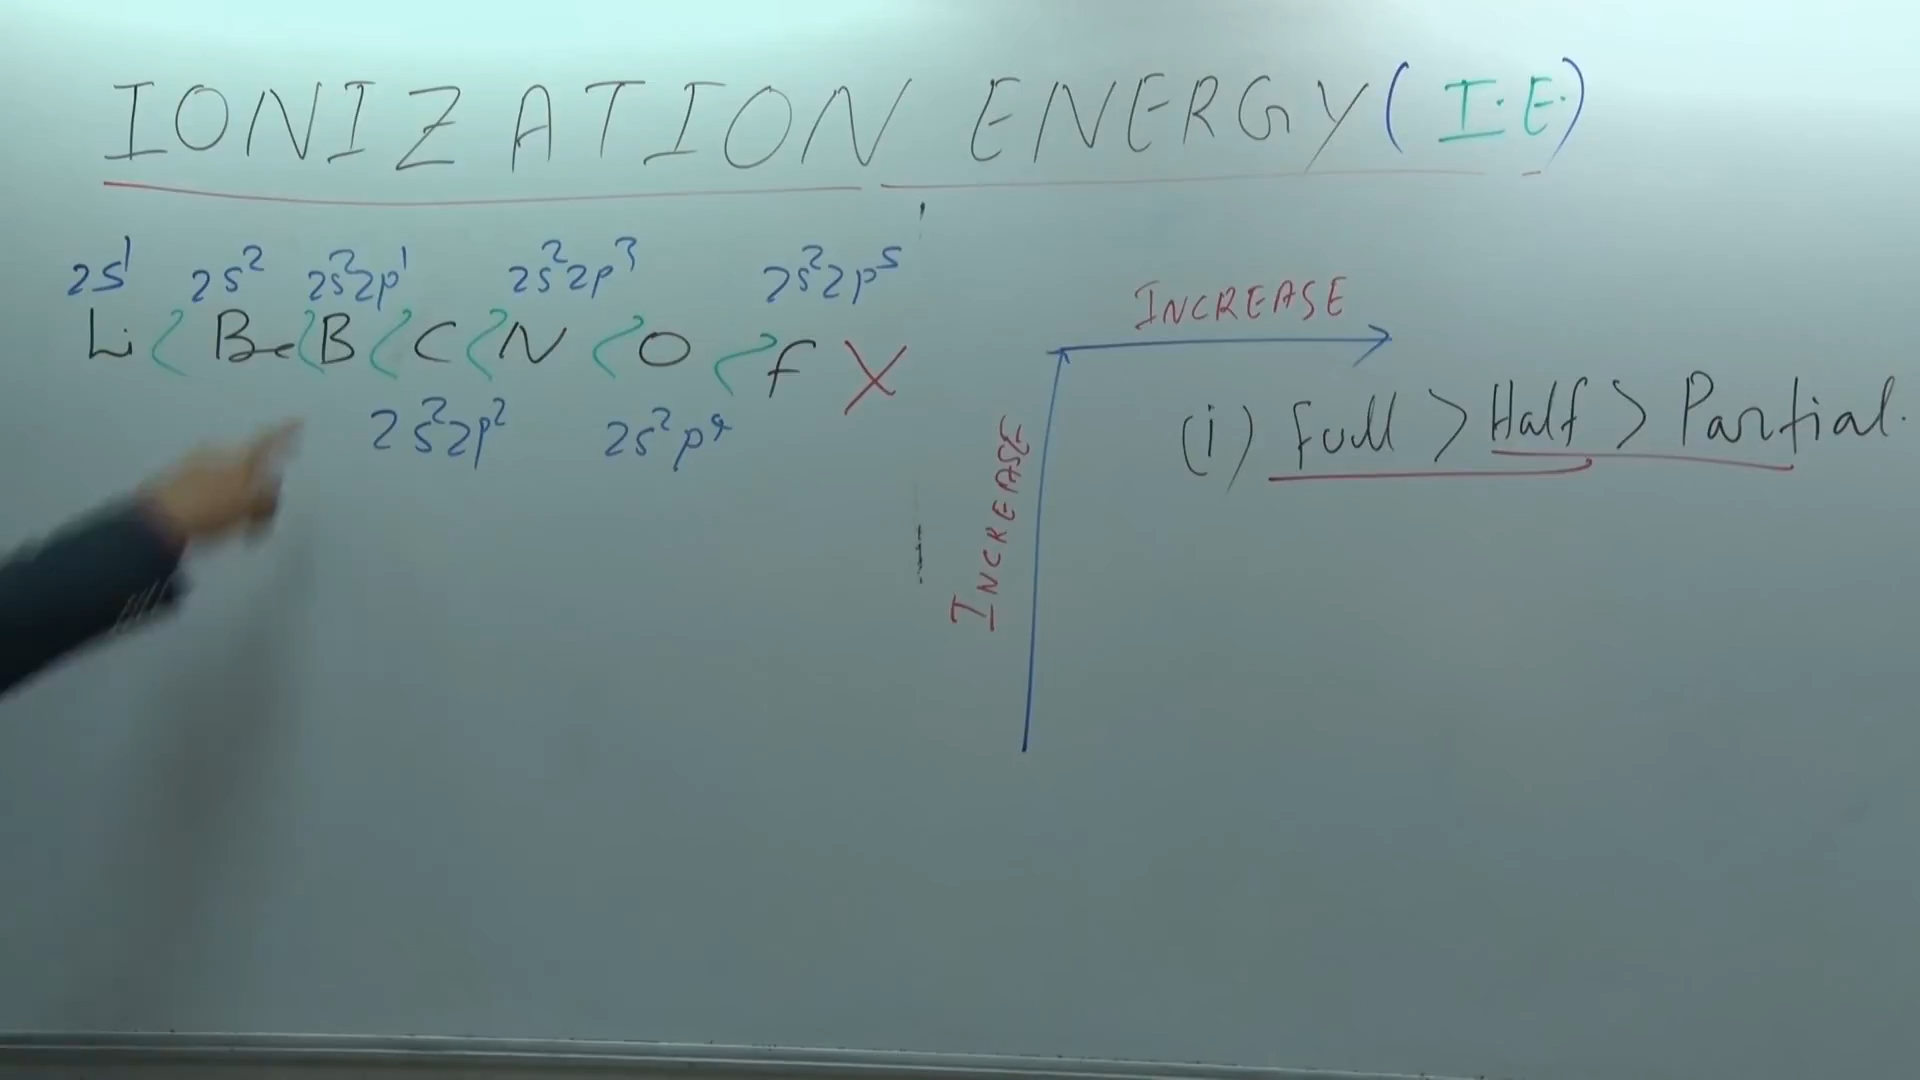 IONIZATION ENERGY (I.E.)
2s¹ 2s² 2s²2p¹ 2s²2p³ 2s²2p⁵
Li < Be < B < C < N < O < F X
2s²2p² 2s²p⁴
INCREASE
INCREASE
(i) Full > Half > Partial.